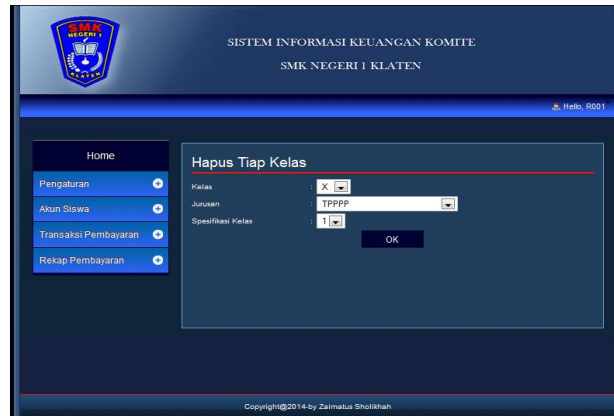 SMK
NEGERI 1
KLATEN
SISTEM INFORMASI KEUANGAN KOMITE
SMK NEGERI 1 KLATEN
Hello, R001
Home
Pengaturan
Akun Siswa
Transaksi Pembayaran
Rekap Pembayaran
Hapus Tiap Kelas
Kelas : X
Jurusan : TPPPP
Spesifikasi Kelas : 1
OK
Copyright@2014-by Zaimatus Sholikhah